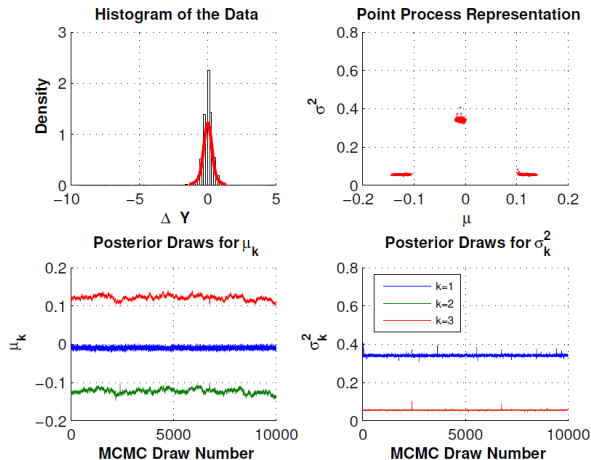 Histogram of the Data
3
2
1
0
−10
−5
0
5
Density
Δ Y
Point Process Representation
0.8
0.6
0.4
0.2
0
−0.2
−0.1
0
0.1
0.2
σ²
μ
Posterior Draws for μₖ
0.2
0.1
0
−0.1
−0.2
0
5000
10000
μₖ
MCMC Draw Number
Posterior Draws for σ²ₖ
0.8
0.6
0.4
0.2
0
0
5000
10000
σ²ₖ
k=1
k=2
k=3
MCMC Draw Number